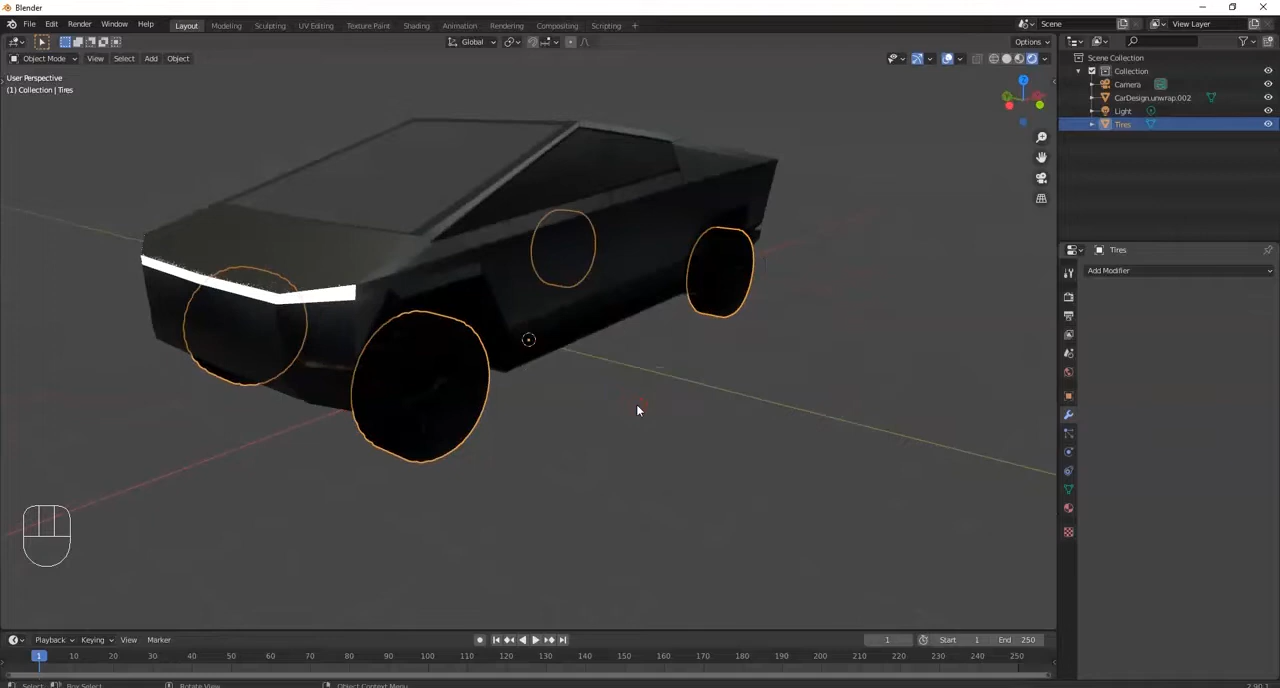 Blender
File Edit Render Window Help Layout Modeling Sculpting UV Editing Texture Paint Shading Animation Rendering Compositing Scripting + Scene View Layer
Global Options
Object Mode View Select Add Object
User Perspective
(1) Collection | Tires
Scene Collection
Collection
Camera
CarDesign.unwrap.002
Light
Tires
Tires
Add Modifier
Playback Keying View Marker 1 Start 1 End 250
1 10 20 30 40 50 60 70 80 90 100 110 120 130 140 150 160 170 180 190 200 210 220 230 240 250
Select Box Select Rotate View Object Context Menu 2.90.1